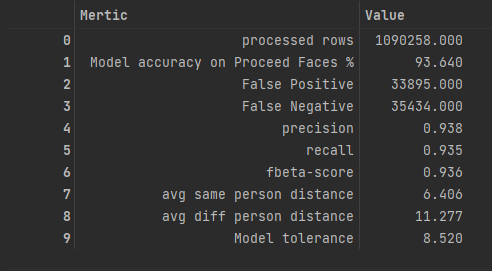 Mertic Value
0 processed rows 1090258.000
1 Model accuracy on Proceed Faces % 93.640
2 False Positive 33895.000
3 False Negative 35434.000
4 precision 0.938
5 recall 0.935
6 fbeta-score 0.936
7 avg same person distance 6.406
8 avg diff person distance 11.277
9 Model tolerance 8.520